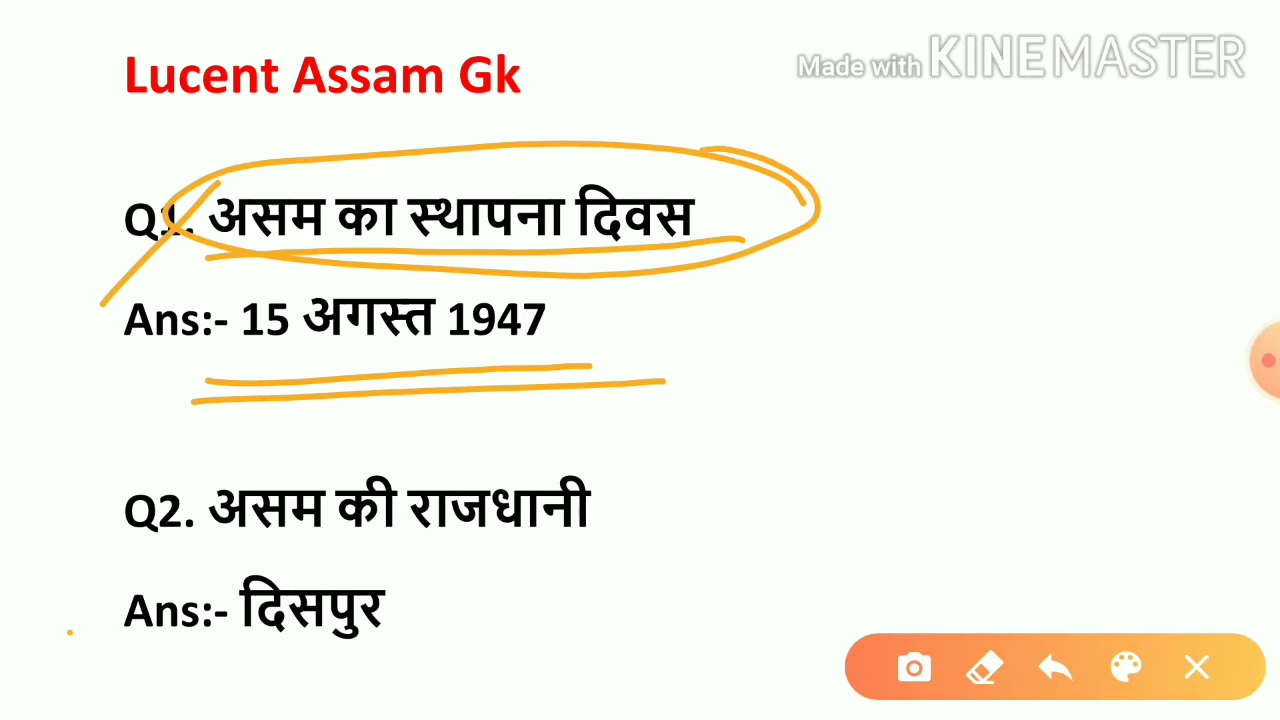 Lucent Assam Gk
Made with KINEMASTER
Q1. असम का स्थापना दिवस
Ans:- 15 अगस्त 1947
Q2. असम की राजधानी
Ans:- दिसपुर